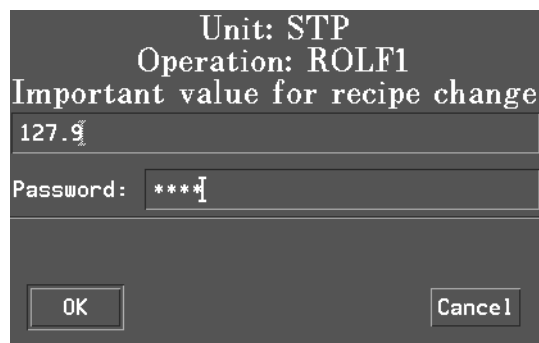 Unit: STP
Operation: ROLF1
Important value for recipe change
127.9
Password: ****
OK
Cancel